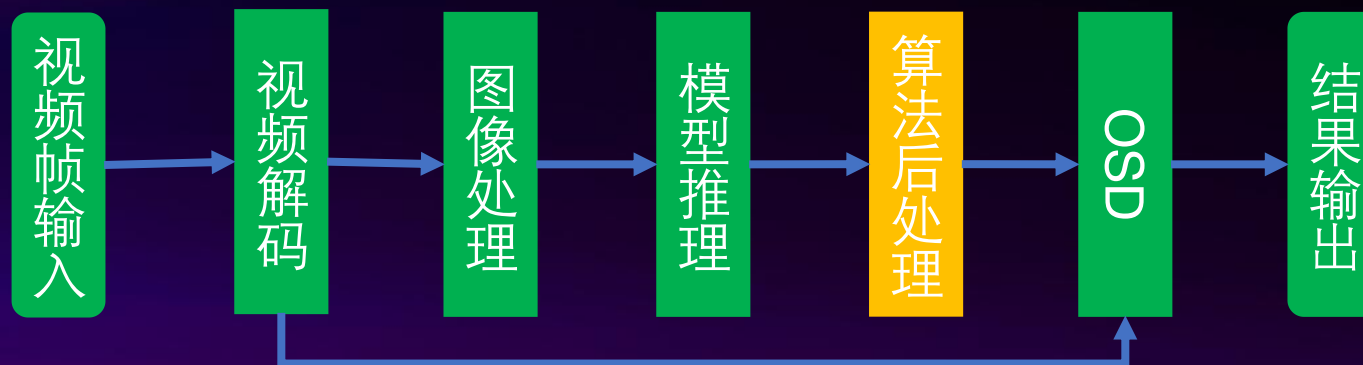 视频帧输入
视频解码
图像处理
模型推理
算法后处理
OSD
结果输出